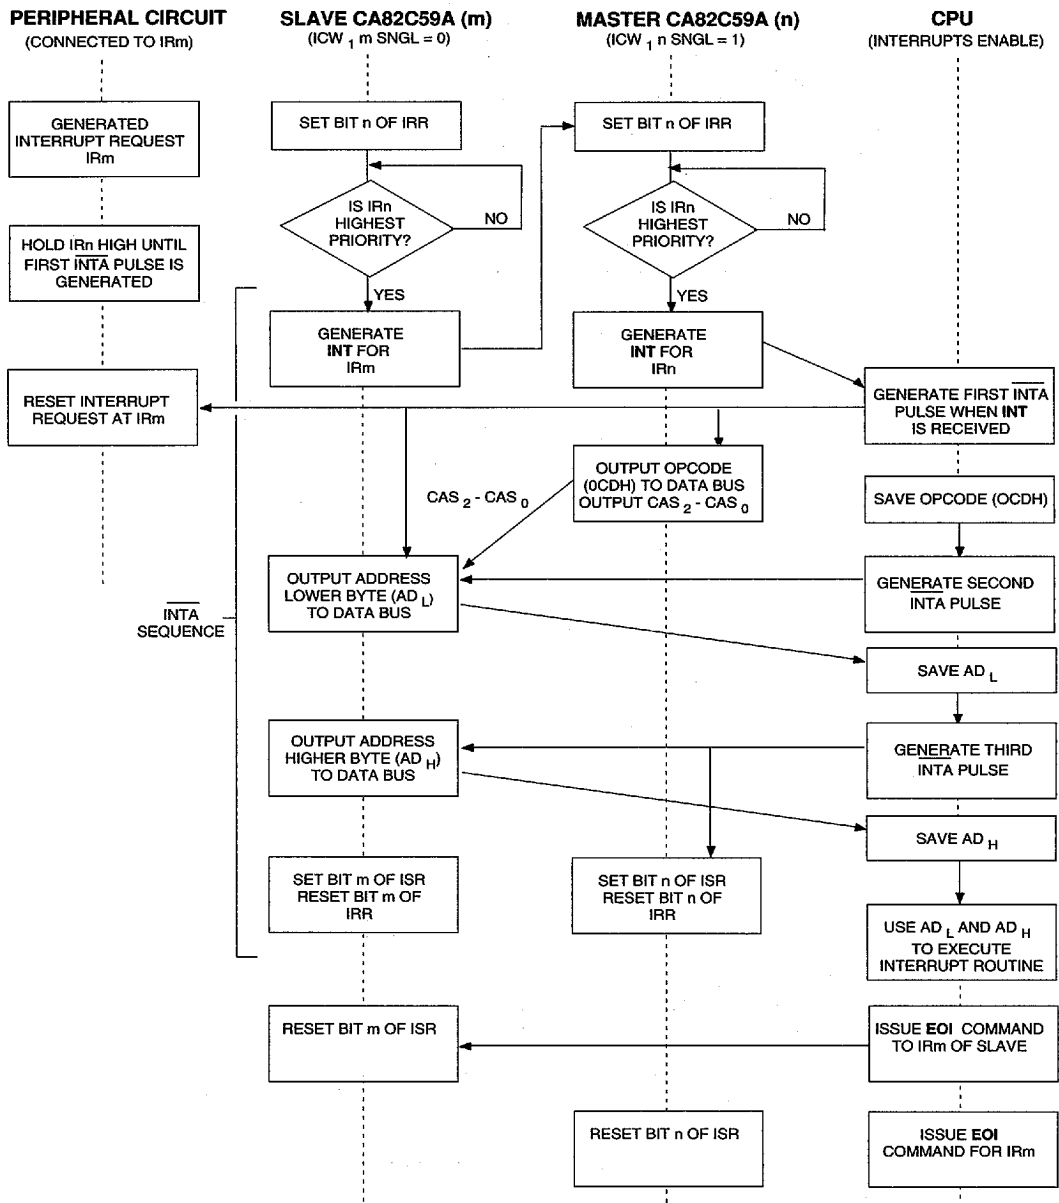 PERIPHERAL CIRCUIT
(CONNECTED TO IRm)
SLAVE CA82C59A (m)
(ICW 1 m SNGL = 0)
MASTER CA82C59A (n)
(ICW 1 n SNGL = 1)
CPU
(INTERRUPTS ENABLE)
GENERATED
INTERRUPT REQUEST
IRm
SET BIT n OF IRR
SET BIT n OF IRR
IS IRn
HIGHEST
PRIORITY?
NO
IS IRn
HIGHEST
PRIORITY?
NO
HOLD IRn HIGH UNTIL
FIRST INTA PULSE IS
GENERATED
YES
YES
GENERATE
INT FOR
IRm
GENERATE
INT FOR
IRn
RESET INTERRUPT
REQUEST AT IRm
GENERATE FIRST INTA
PULSE WHEN INT
IS RECEIVED
OUTPUT OPCODE
(0CDH) TO DATA BUS
OUTPUT CAS 2 - CAS 0
CAS 2 - CAS 0
SAVE OPCODE (OCDH)
OUTPUT ADDRESS
LOWER BYTE (AD L)
TO DATA BUS
GENERATE SECOND
INTA PULSE
INTA
SEQUENCE
SAVE AD L
OUTPUT ADDRESS
HIGHER BYTE (AD H)
TO DATA BUS
GENERATE THIRD
INTA PULSE
SAVE AD H
SET BIT m OF ISR
RESET BIT m OF
IRR
SET BIT n OF ISR
RESET BIT n OF
IRR
USE AD L AND AD H
TO EXECUTE
INTERRUPT ROUTINE
RESET BIT m OF ISR
ISSUE EOI COMMAND
TO IRm OF SLAVE
RESET BIT n OF ISR
ISSUE EOI
COMMAND FOR IRm